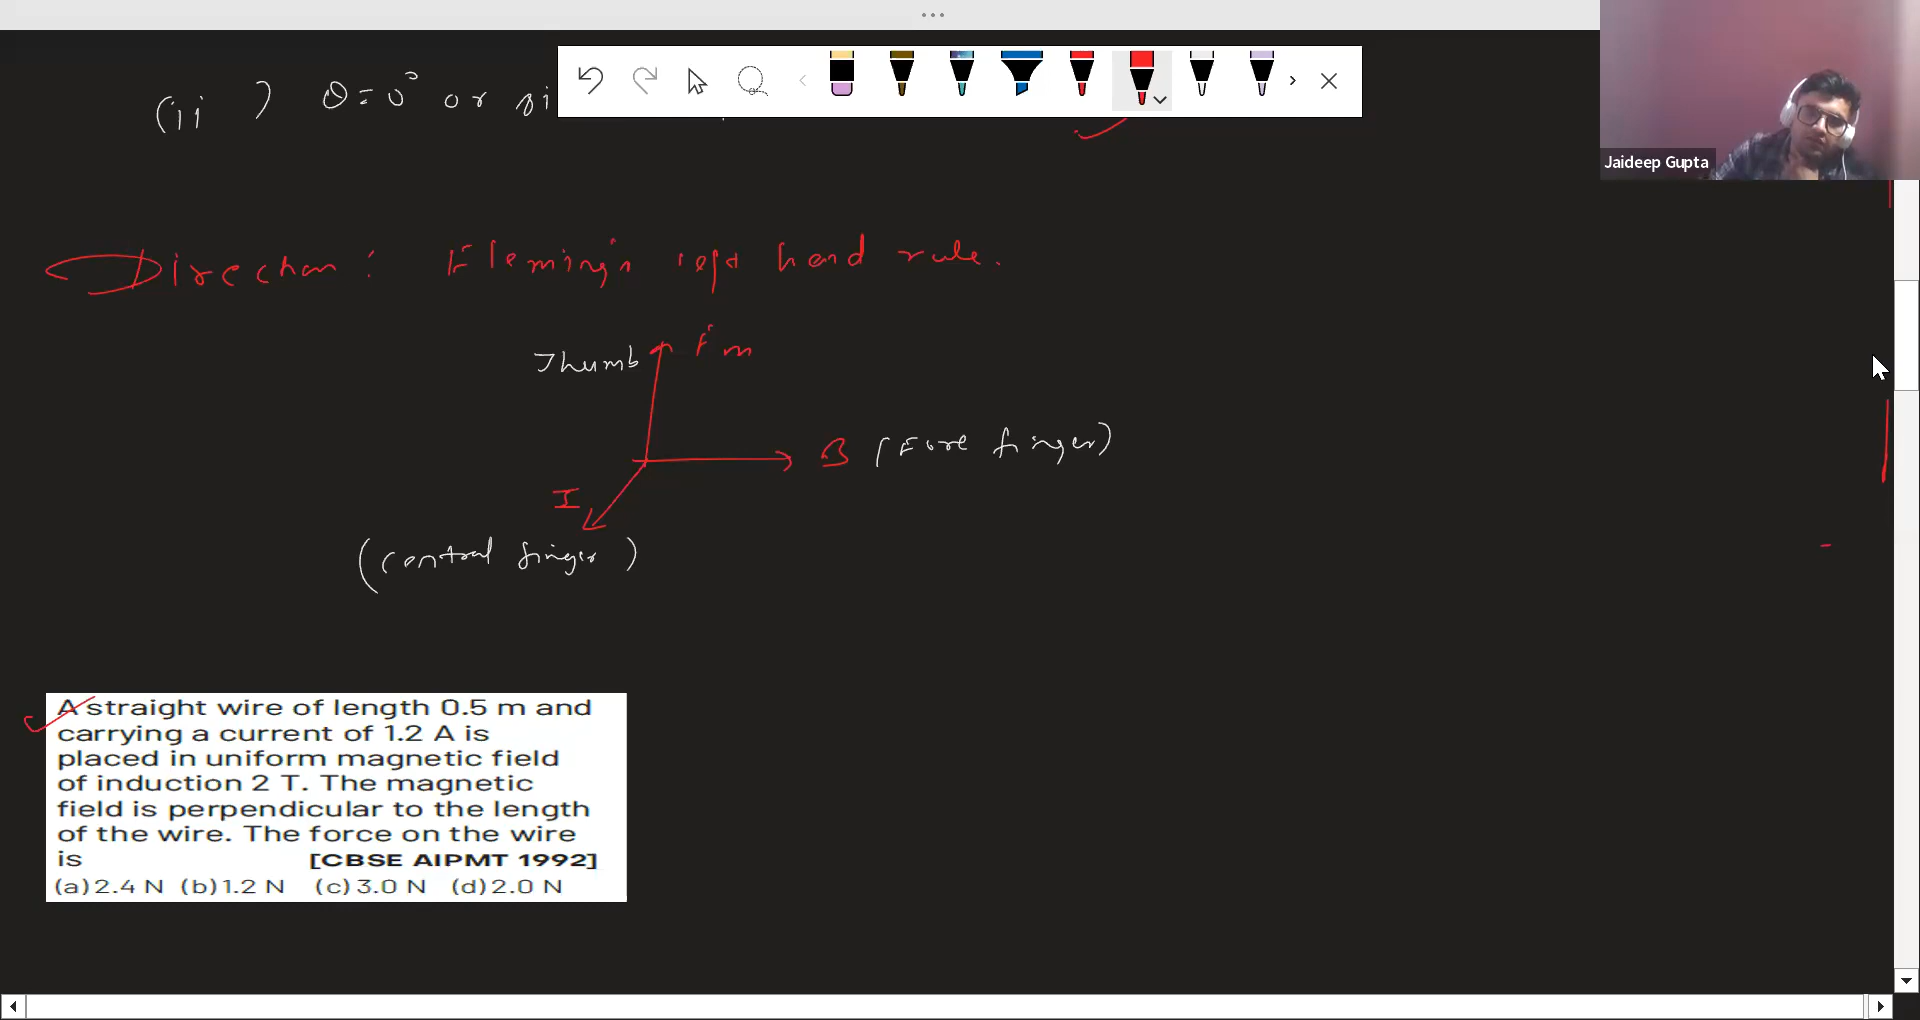 Jaideep Gupta
(ii) θ = 0° or si
Direction : Fleming's left hand rule.
Thumb Fm
B (Fore finger)
I
(central finger)
A straight wire of length 0.5 m and
carrying a current of 1.2 A is
placed in uniform magnetic field
of induction 2 T. The magnetic
field is perpendicular to the length
of the wire. The force on the wire
is [CBSE AIPMT 1992]
(a) 2.4 N (b) 1.2 N (c) 3.0 N (d) 2.0 N